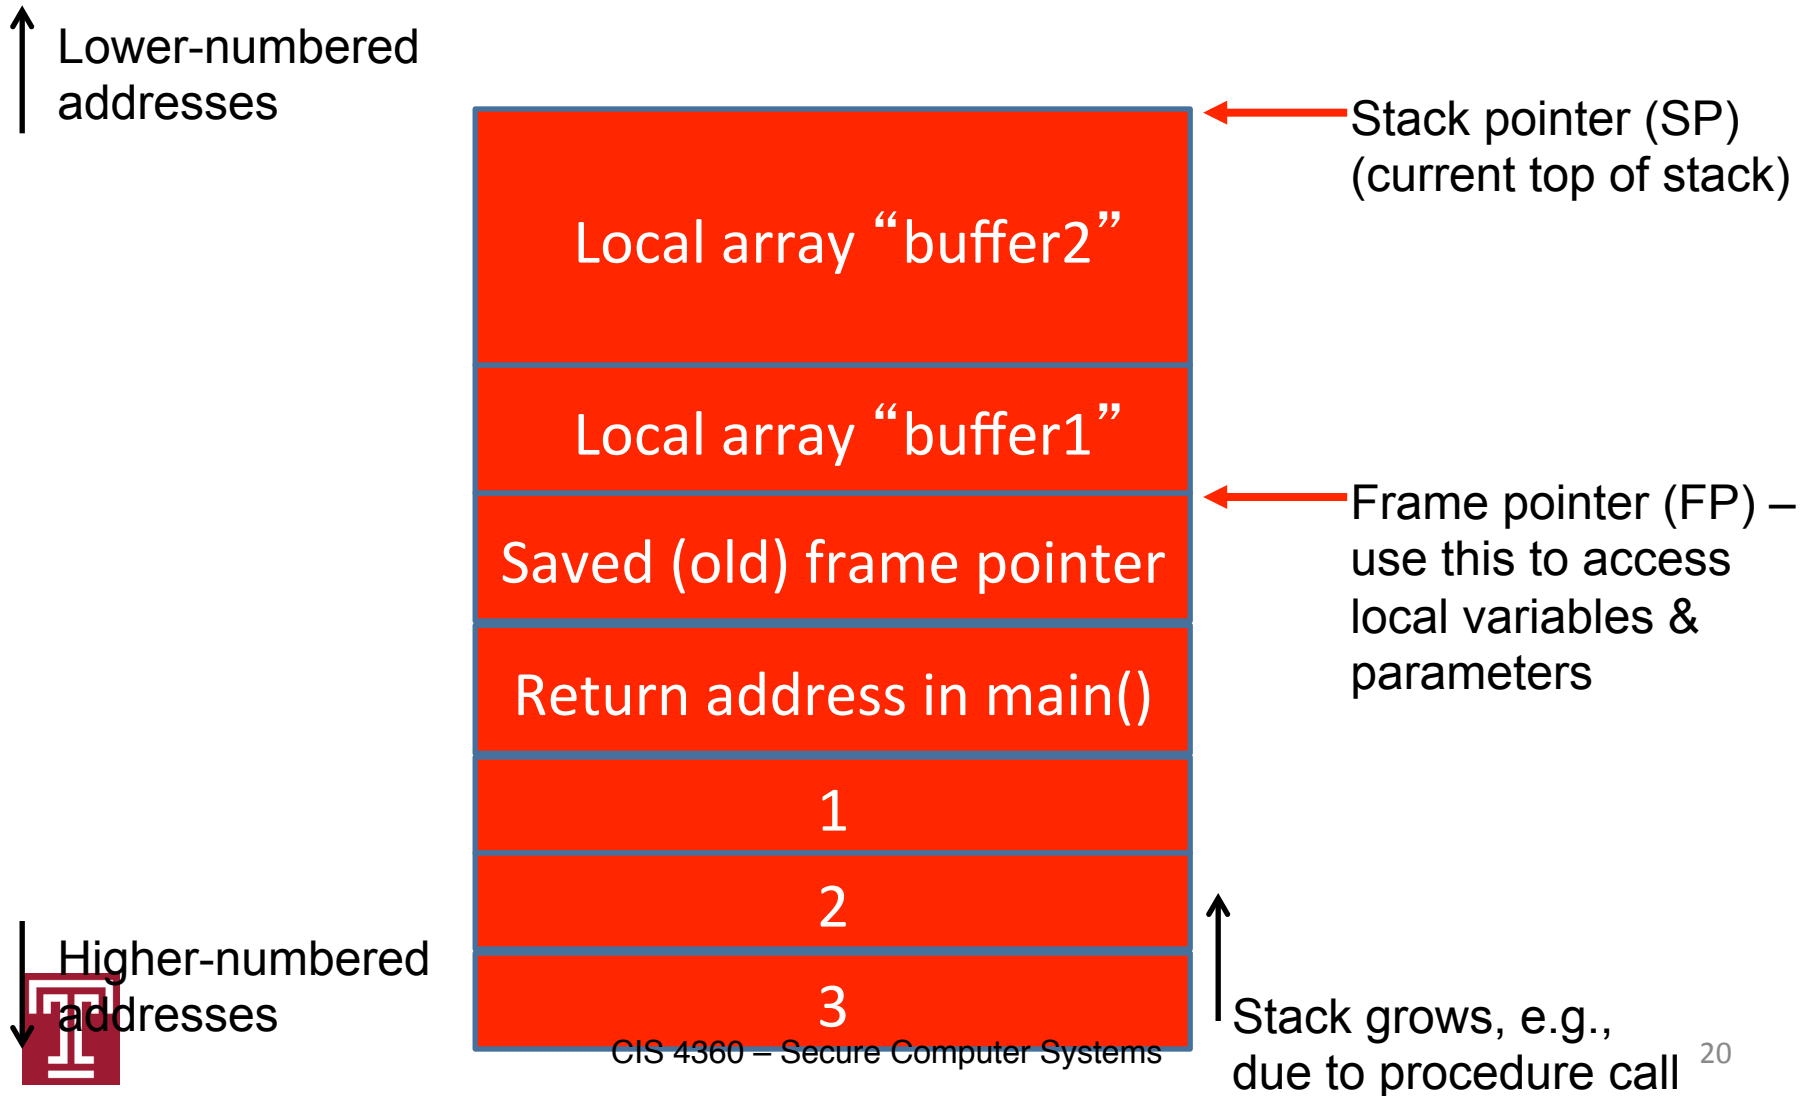 Lower-numbered
addresses
Stack pointer (SP)
(current top of stack)
Local array “buffer2”
Local array “buffer1”
Frame pointer (FP) –
use this to access
local variables &
parameters
Saved (old) frame pointer
Return address in main()
1
2
3
Higher-numbered
addresses
Stack grows, e.g.,
due to procedure call
CIS 4360 – Secure Computer Systems
20